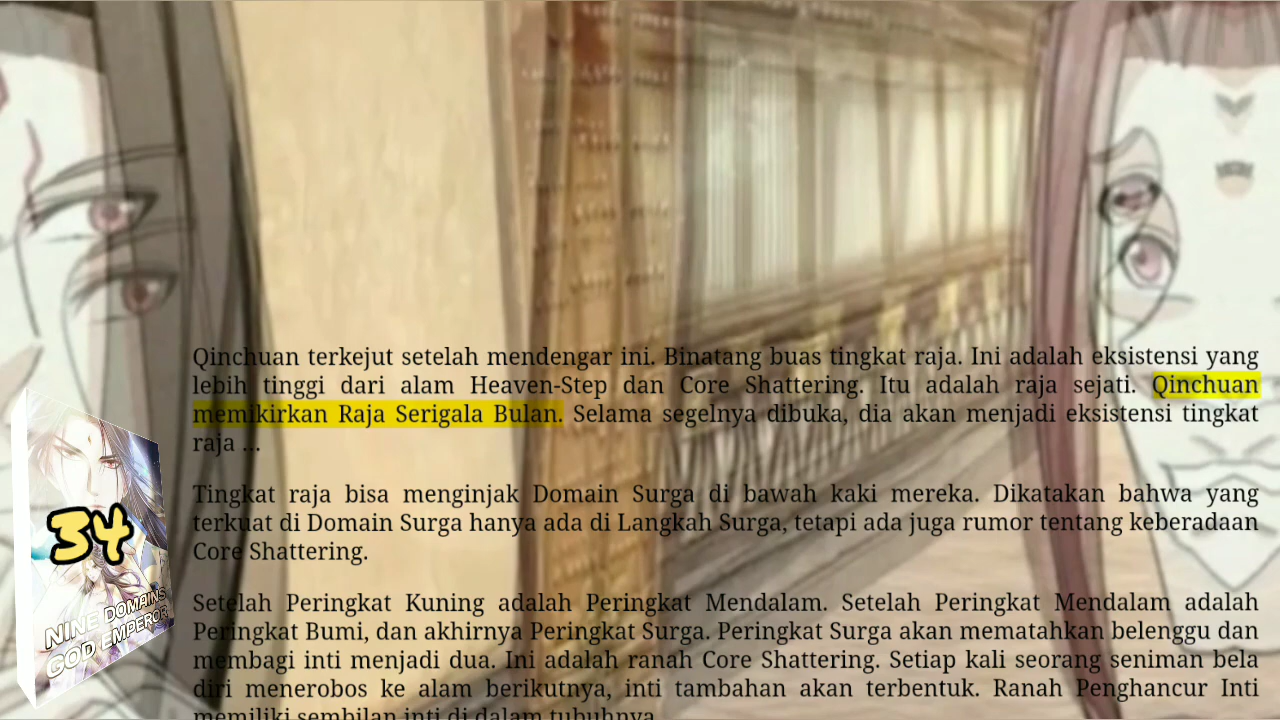 Qinchuan terkejut setelah mendengar ini. Binatang buas tingkat raja. Ini adalah eksistensi yang
lebih tinggi dari alam Heaven-Step dan Core Shattering. Itu adalah raja sejati. Qinchuan
memikirkan Raja Serigala Bulan. Selama segelnya dibuka, dia akan menjadi eksistensi tingkat
raja ...
Tingkat raja bisa menginjak Domain Surga di bawah kaki mereka. Dikatakan bahwa yang
terkuat di Domain Surga hanya ada di Langkah Surga, tetapi ada juga rumor tentang keberadaan
Core Shattering.
Setelah Peringkat Kuning adalah Peringkat Mendalam. Setelah Peringkat Mendalam adalah
Peringkat Bumi, dan akhirnya Peringkat Surga. Peringkat Surga akan mematahkan belenggu dan
membagi inti menjadi dua. Ini adalah ranah Core Shattering. Setiap kali seorang seniman bela
diri menerobos ke alam berikutnya, inti tambahan akan terbentuk. Ranah Penghancur Inti
memiliki sembilan inti di dalam tubuhnya.
34
NINE DOMAINS
GOD EMPEROR